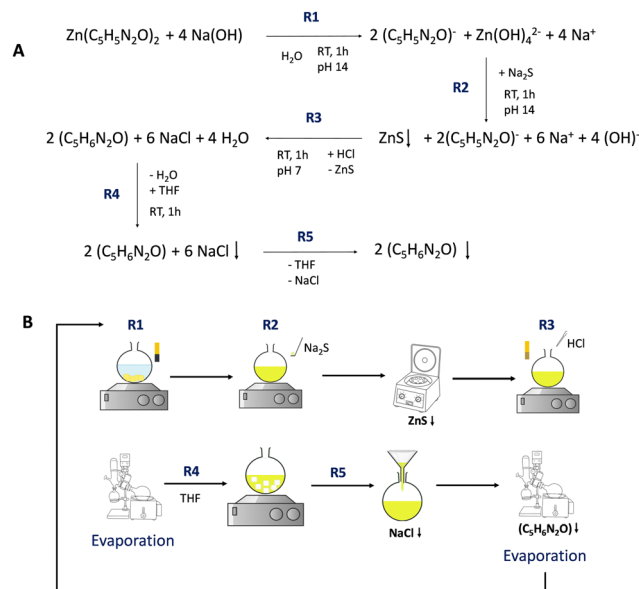 A
R1
Zn(C₅H₅N₂O)₂ + 4 Na(OH)
H₂O
RT, 1h
pH 14
2 (C₅H₅N₂O)⁻ + Zn(OH)₄²⁻ + 4 Na⁺
R2
+ Na₂S
RT, 1h
pH 14
2 (C₅H₆N₂O) + 6 NaCl + 4 H₂O
R3
RT, 1h
pH 7
+ HCl
- ZnS
ZnS↓ + 2(C₅H₅N₂O)⁻ + 6 Na⁺ + 4 (OH)⁻
R4
- H₂O
+ THF
RT, 1h
2 (C₅H₆N₂O) + 6 NaCl↓
R5
- THF
- NaCl
2 (C₅H₆N₂O) ↓
B
R1
R2
Na₂S
ZnS↓
R3
HCl
Evaporation
R4
THF
R5
NaCl↓
(C₅H₆N₂O)↓
Evaporation